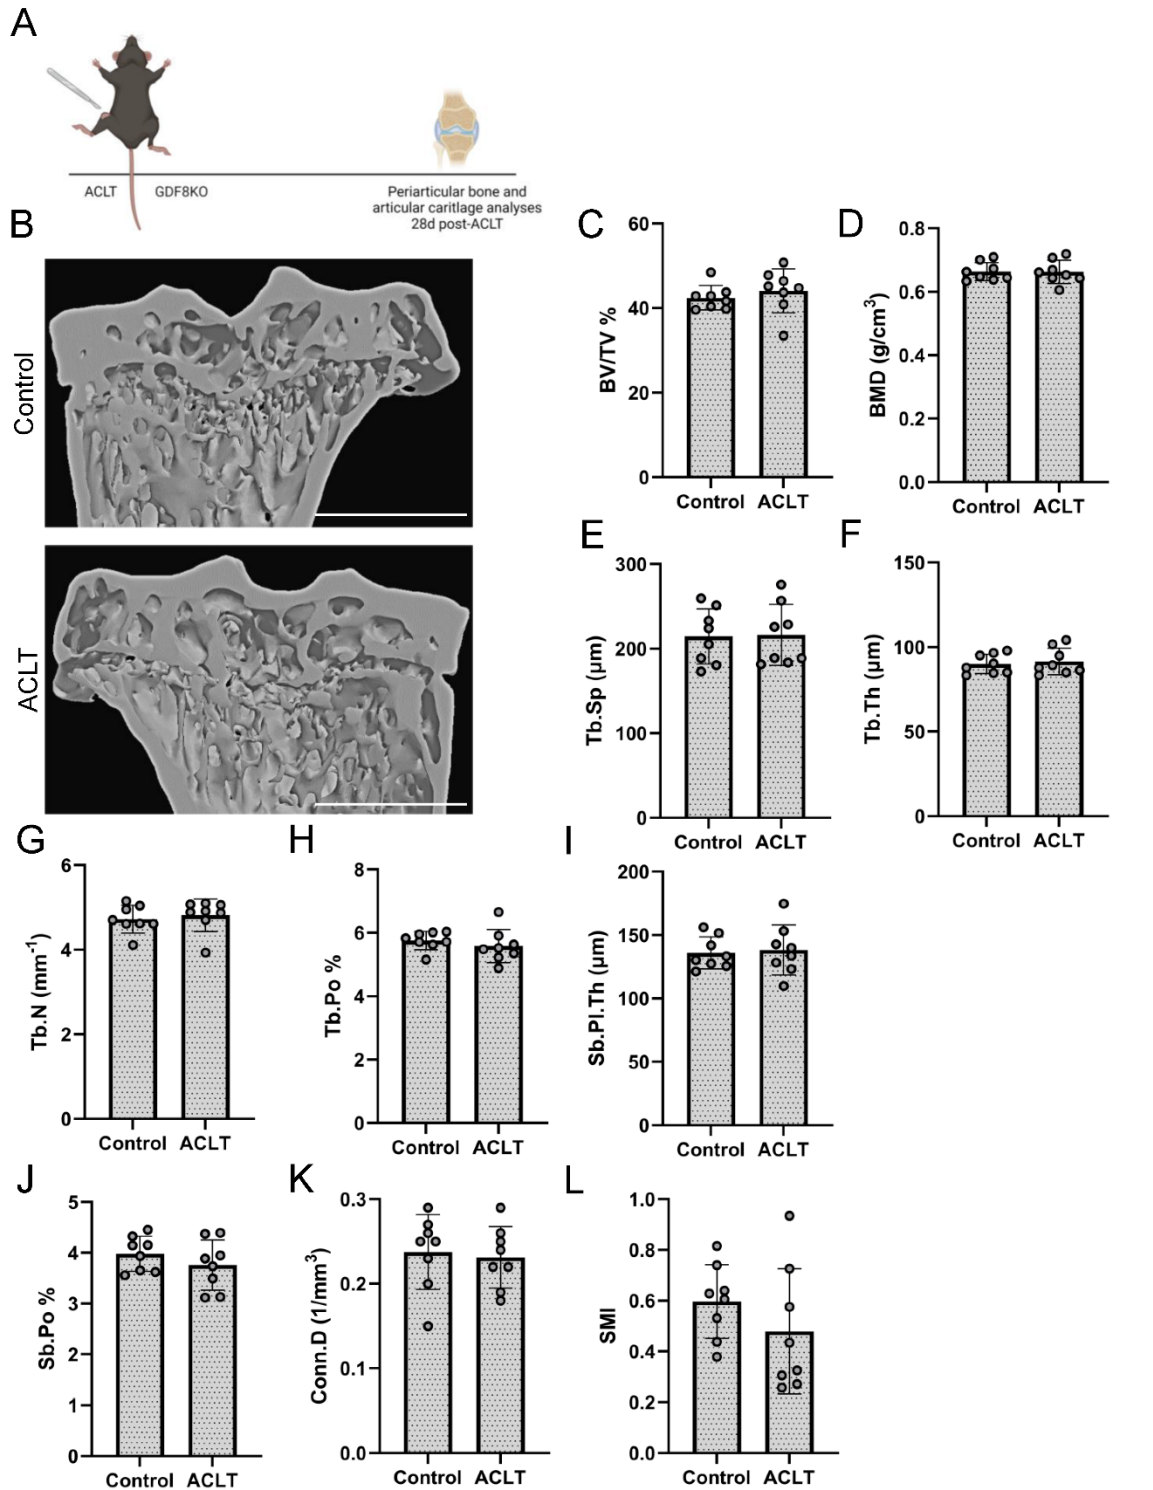 A
ACLT
GDF8KO
Periarticular bone and
articular caritlage analyses
28d post-ACLT
B
Control
ACLT
C
BV/TV %
60
40
20
0
Control
ACLT
D
BMD (g/cm³)
0.8
0.6
0.4
0.2
0.0
Control
ACLT
E
Tb.Sp (μm)
300
200
100
0
Control
ACLT
F
Tb.Th (μm)
150
100
50
0
Control
ACLT
G
Tb.N (mm⁻¹)
6
4
2
0
Control
ACLT
H
Tb.Po %
8
6
4
2
0
Control
ACLT
I
Sb.Pl.Th (μm)
200
150
100
50
0
Control
ACLT
J
Sb.Po %
5
4
3
2
1
0
Control
ACLT
K
Conn.D (1/mm³)
0.3
0.2
0.1
0.0
Control
ACLT
L
SMI
1.0
0.8
0.6
0.4
0.2
0.0
Control
ACLT